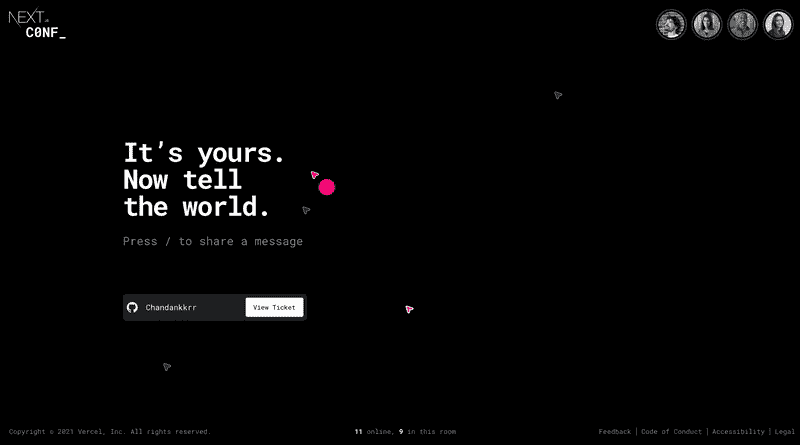 NEXT.JS
C0NF_
It's yours.
Now tell
the world.
Press / to share a message
Chandankkrr
View Ticket
Copyright © 2021 Vercel, Inc. All rights reserved.
11 online, 9 in this room
Feedback | Code of Conduct | Accessibility | Legal